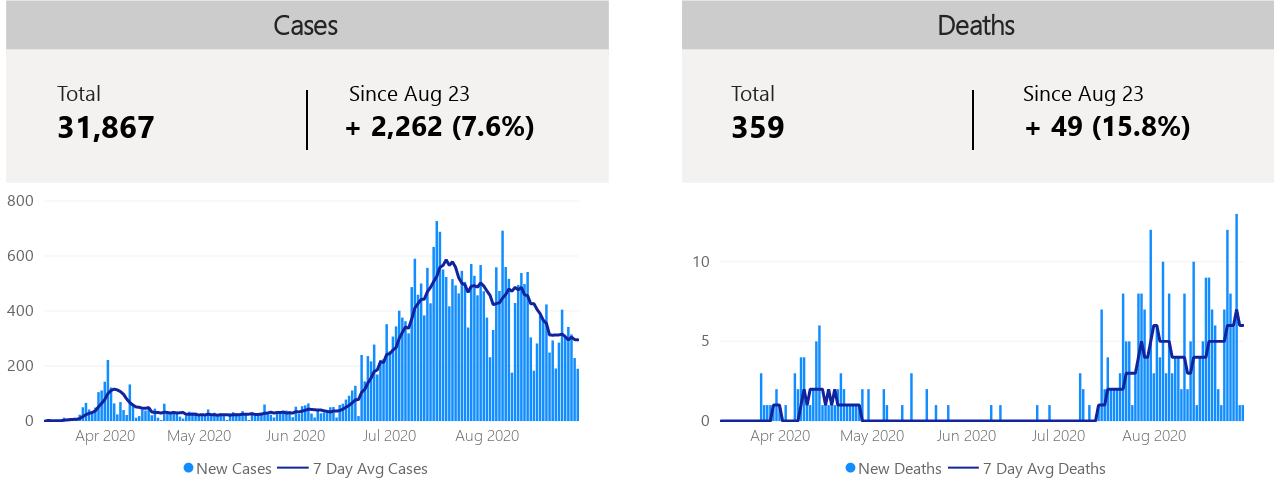 Cases
Total
Since Aug 23
31,867
+ 2,262 (7.6%)
800
600
400
200
0
Apr 2020
May 2020
Jun 2020
Jul 2020
Aug 2020
New Cases
7 Day Avg Cases
Deaths
Total
Since Aug 23
359
+ 49 (15.8%)
10
5
0
Apr 2020
May 2020
Jun 2020
Jul 2020
Aug 2020
New Deaths
7 Day Avg Deaths